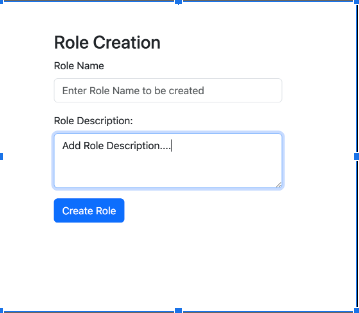 Role Creation
Role Name
Enter Role Name to be created
Role Description:
Add Role Description....
Create Role